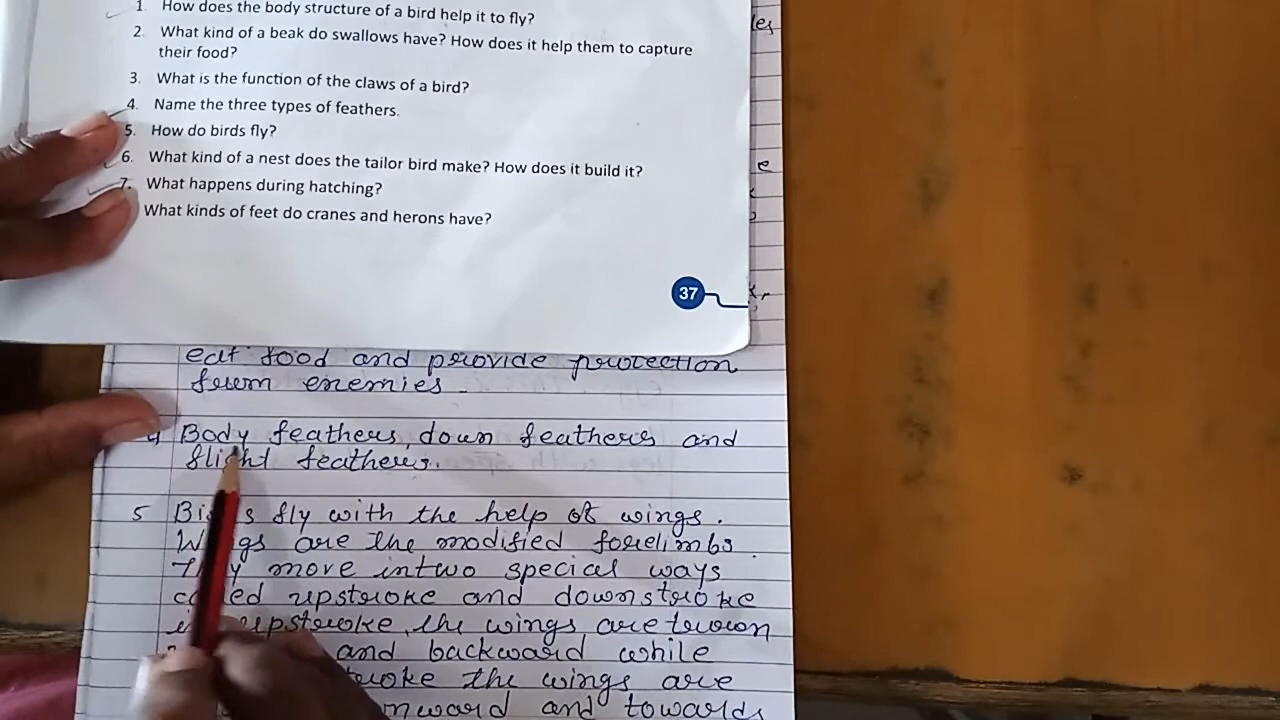 1. How does the body structure of a bird help it to fly?
2. What kind of a beak do swallows have? How does it help them to capture
their food?
3. What is the function of the claws of a bird?
4. Name the three types of feathers.
5. How do birds fly?
6. What kind of a nest does the tailor bird make? How does it build it?
7. What happens during hatching?
What kinds of feet do cranes and herons have?
37
eat food and provide protection
from enemies.
4 Body feathers, down feathers and
flight feathers.
5 Bi s fly with the help of wings.
W gs are the modified forelimbs.
Th y move in two special ways
c led upstroke and downstroke
upstroke, the wings are
and backward while
the wings are
nward and towards